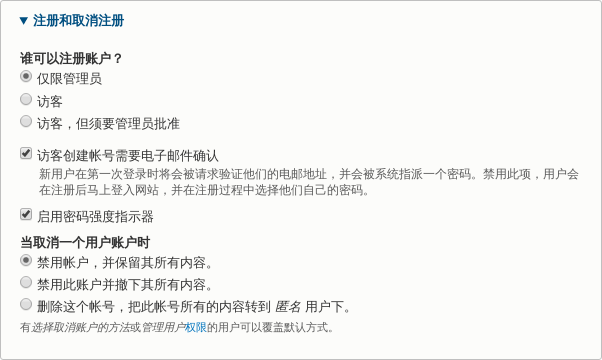 注册和取消注册
谁可以注册账户？
仅限管理员
访客
访客，但须要管理员批准
访客创建帐号需要电子邮件确认
新用户在第一次登录时将会被请求验证他们的电邮地址，并会被系统指派一个密码。禁用此项，用户会
在注册后马上登入网站，并在注册过程中选择他们自己的密码。
启用密码强度指示器
当取消一个用户账户时
禁用帐户，并保留其所有内容。
禁用此账户并撤下其所有内容。
删除这个帐号，把此帐号所有的内容转到 匿名 用户下。
有选择取消账户的方法或管理用户权限的用户可以覆盖默认方式。